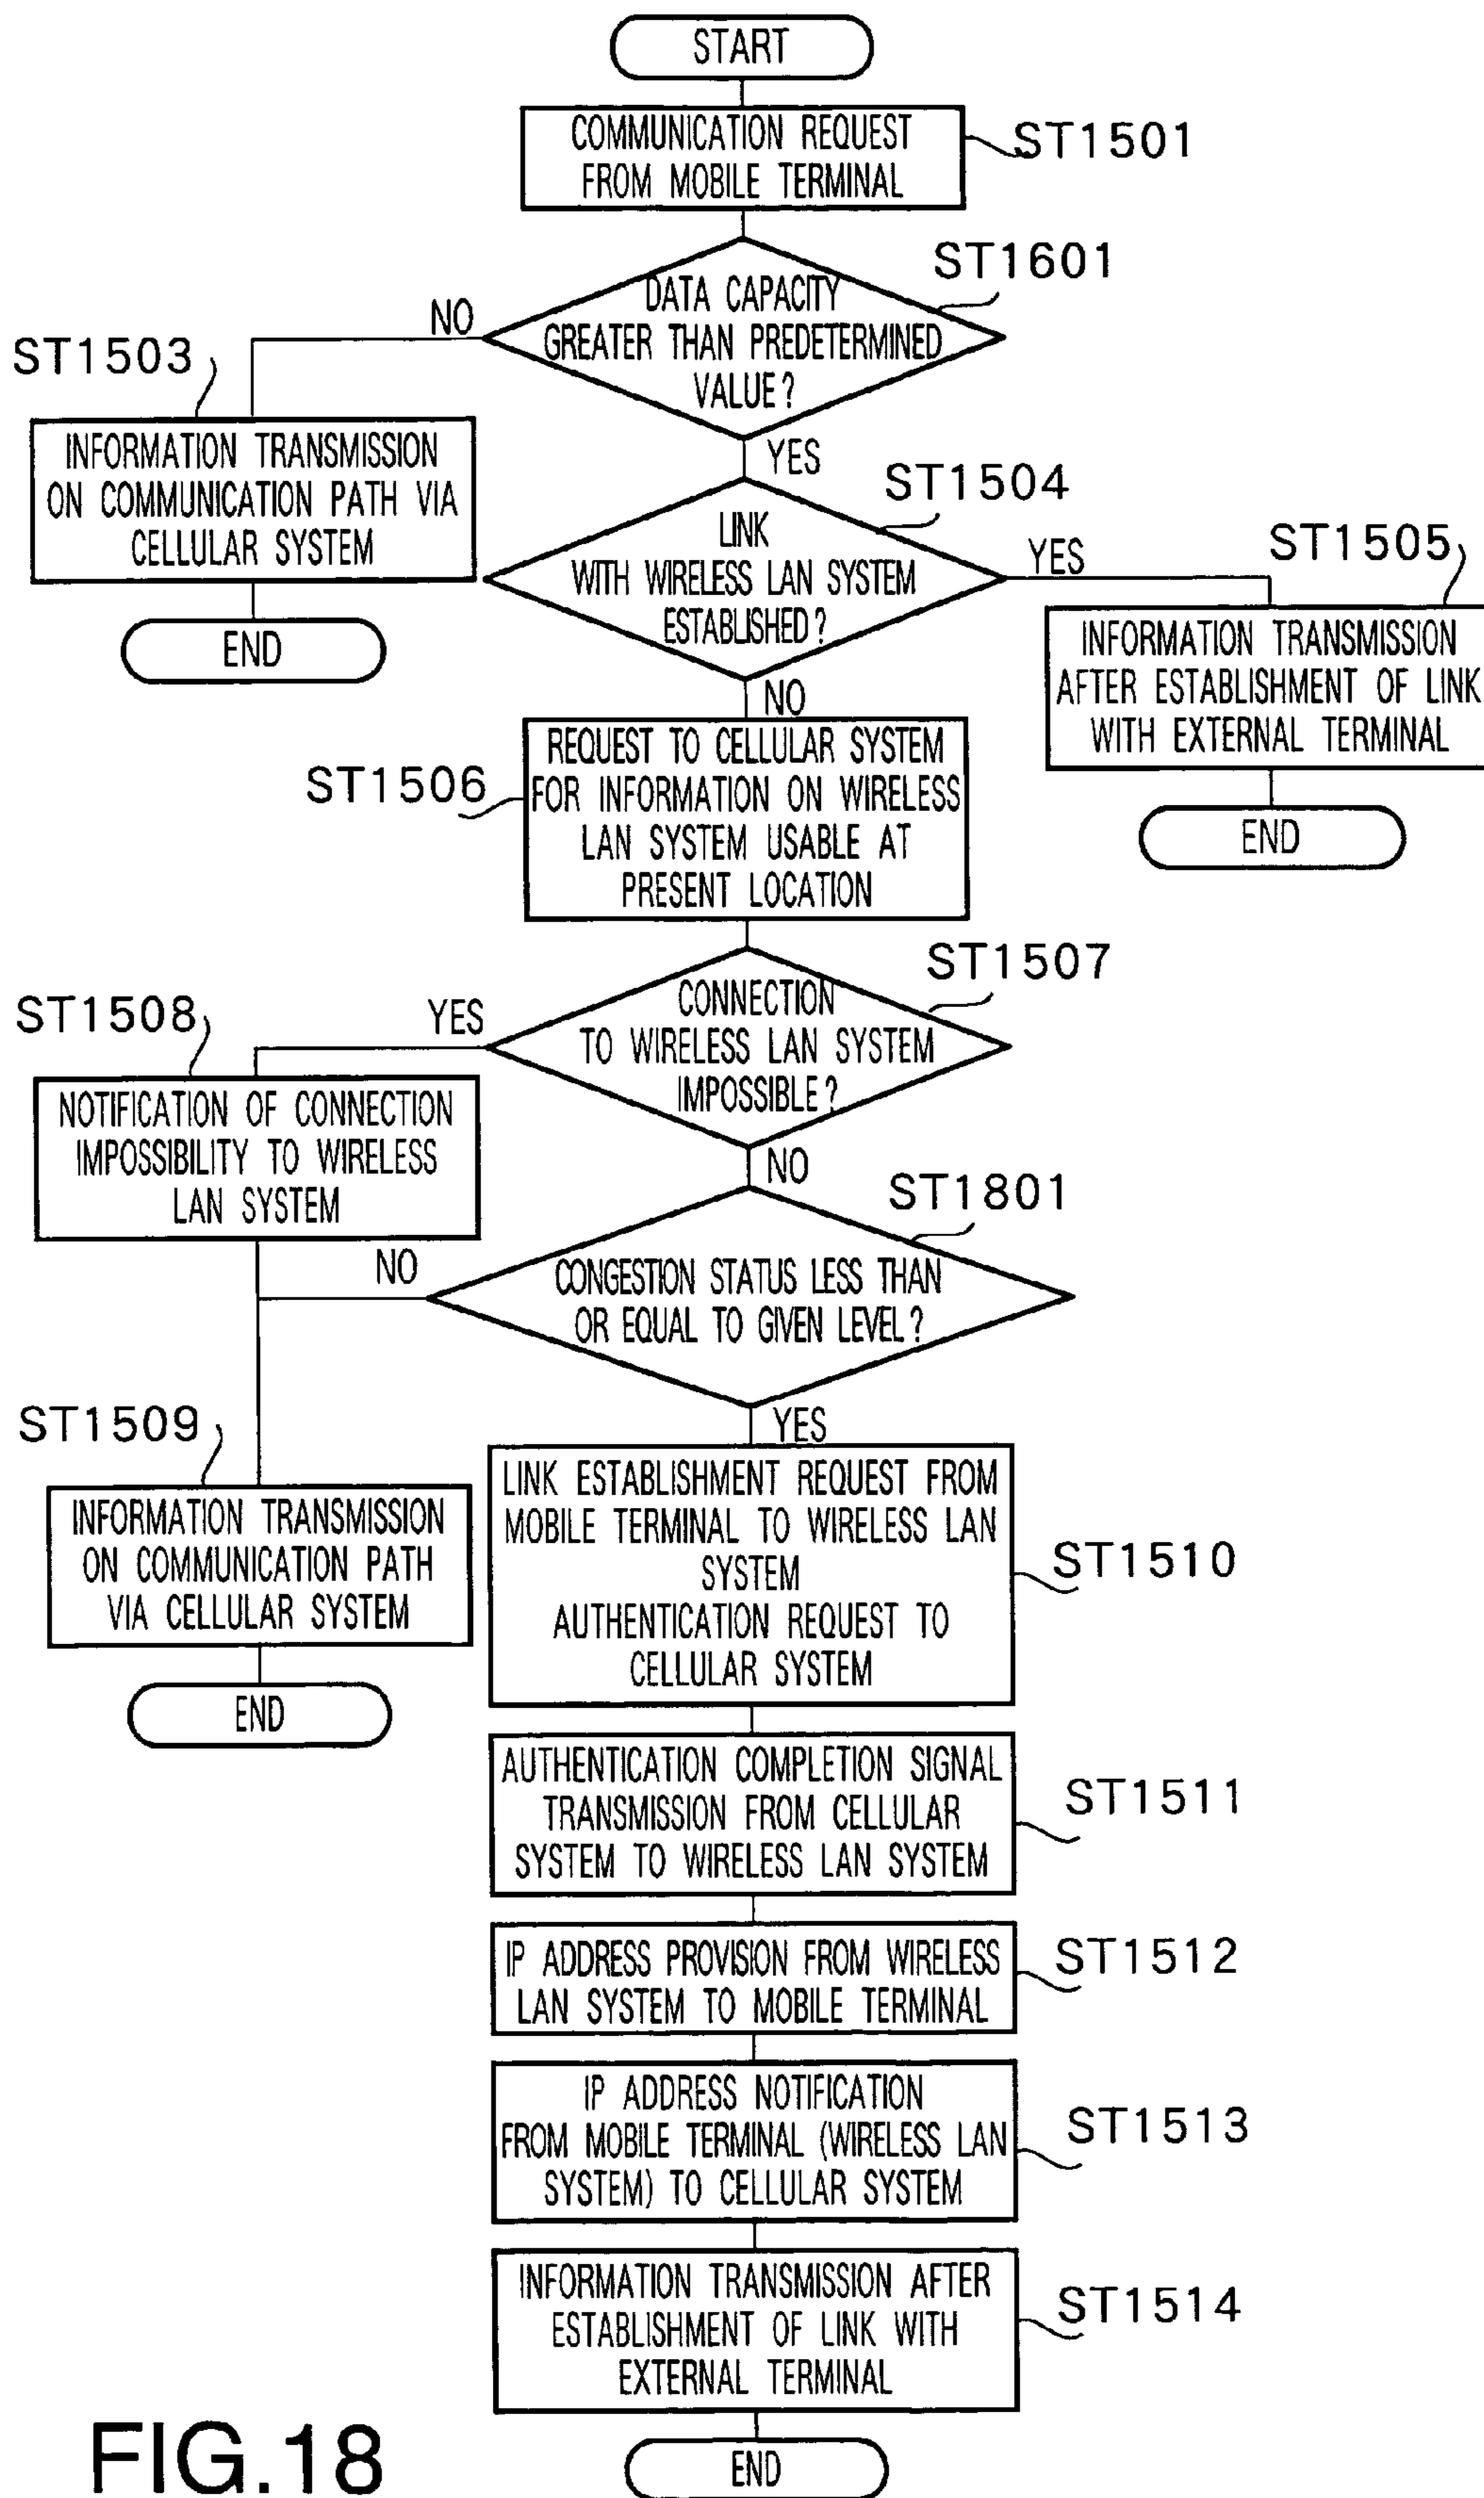 START
COMMUNICATION REQUEST
FROM MOBILE TERMINAL
ST1501
ST1601
DATA CAPACITY
GREATER THAN PREDETERMINED
VALUE?
NO
YES
ST1503
INFORMATION TRANSMISSION
ON COMMUNICATION PATH VIA
CELLULAR SYSTEM
END
ST1504
LINK
WITH WIRELESS LAN SYSTEM
ESTABLISHED?
YES
NO
ST1505
INFORMATION TRANSMISSION
AFTER ESTABLISHMENT OF LINK
WITH EXTERNAL TERMINAL
END
ST1506
REQUEST TO CELLULAR SYSTEM
FOR INFORMATION ON WIRELESS
LAN SYSTEM USABLE AT
PRESENT LOCATION
ST1507
CONNECTION
TO WIRELESS LAN SYSTEM
IMPOSSIBLE?
YES
NO
ST1508
NOTIFICATION OF CONNECTION
IMPOSSIBILITY TO WIRELESS
LAN SYSTEM
ST1801
CONGESTION STATUS LESS THAN
OR EQUAL TO GIVEN LEVEL?
NO
YES
ST1509
INFORMATION TRANSMISSION
ON COMMUNICATION PATH
VIA CELLULAR SYSTEM
END
LINK ESTABLISHMENT REQUEST FROM
MOBILE TERMINAL TO WIRELESS LAN
SYSTEM
AUTHENTICATION REQUEST TO
CELLULAR SYSTEM
ST1510
AUTHENTICATION COMPLETION SIGNAL
TRANSMISSION FROM CELLULAR
SYSTEM TO WIRELESS LAN SYSTEM
ST1511
IP ADDRESS PROVISION FROM WIRELESS
LAN SYSTEM TO MOBILE TERMINAL
ST1512
IP ADDRESS NOTIFICATION
FROM MOBILE TERMINAL (WIRELESS LAN
SYSTEM) TO CELLULAR SYSTEM
ST1513
INFORMATION TRANSMISSION AFTER
ESTABLISHMENT OF LINK WITH
EXTERNAL TERMINAL
ST1514
END
FIG.18